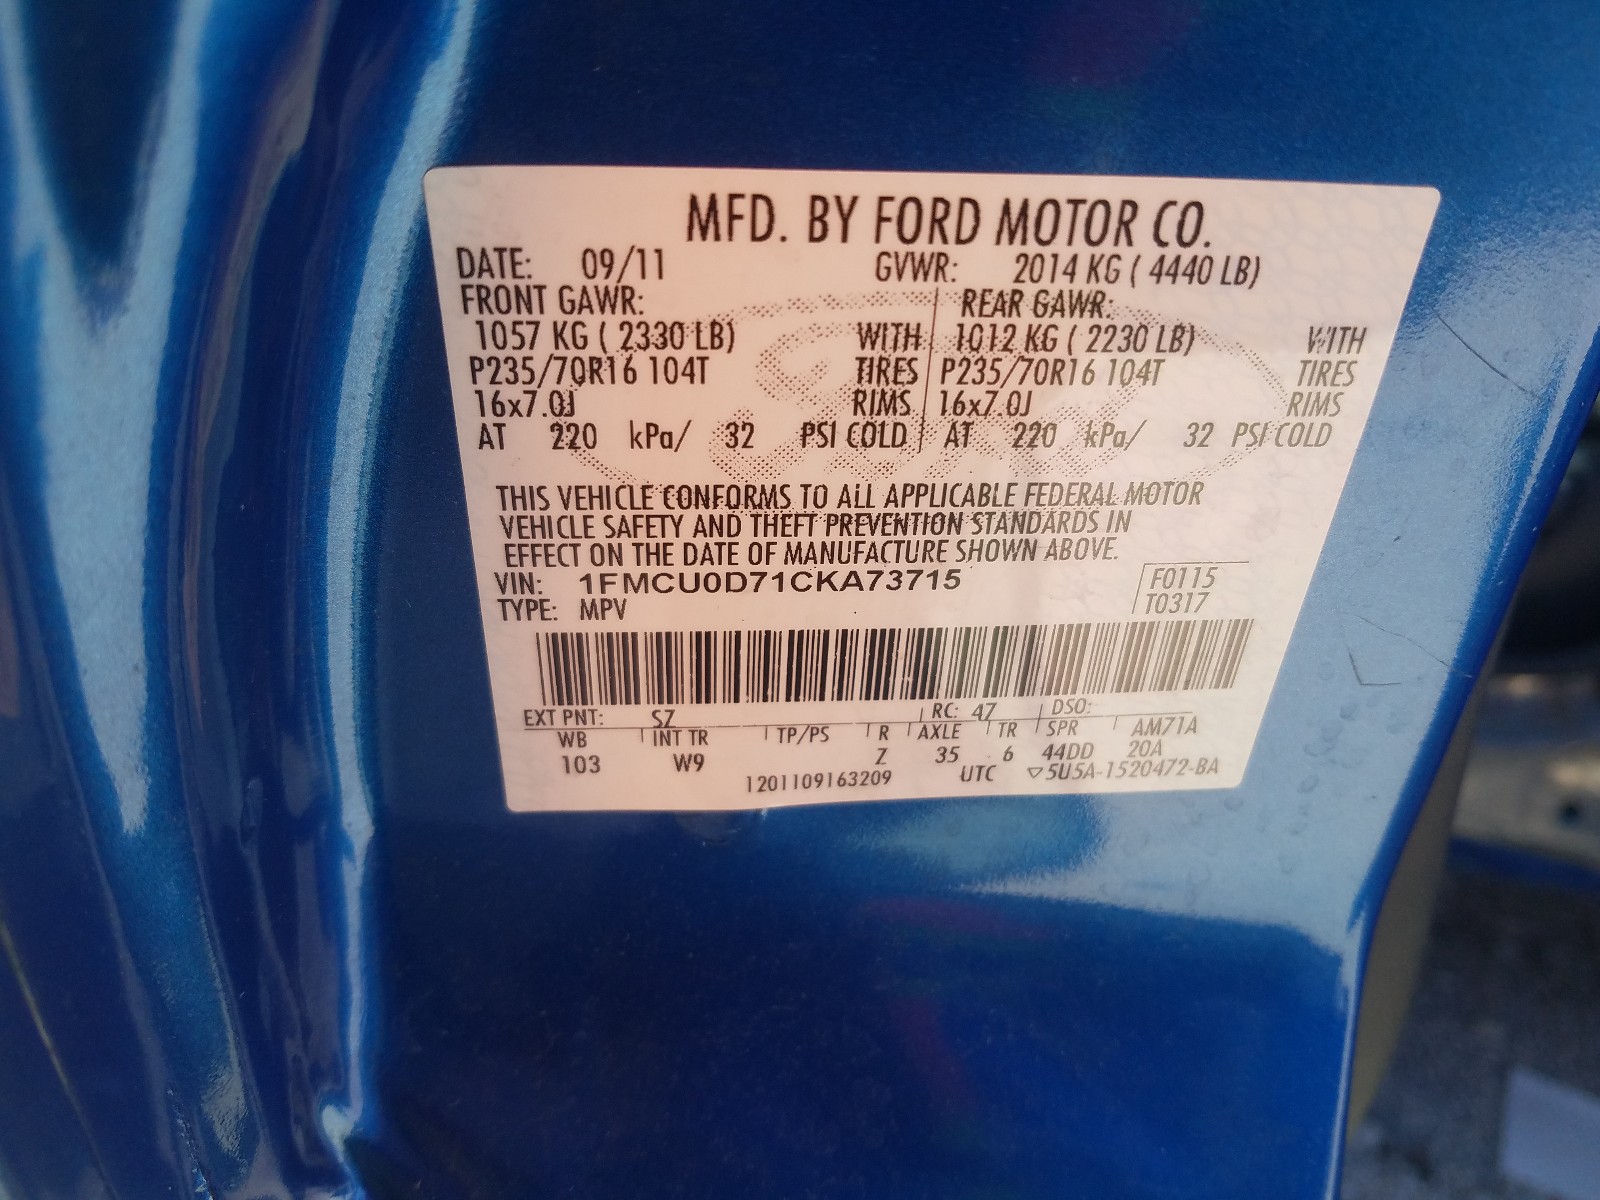 MFD. BY FORD MOTOR CO.
DATE: 09/11 GVWR: 2014 KG ( 4440 LB)
FRONT GAWR: REAR GAWR:
1057 KG ( 2330 LB) WITH 1012 KG ( 2230 LB) WITH
P235/70R16 104T TIRES P235/70R16 104T TIRES
16x7.0J RIMS 16x7.0J RIMS
AT 220 kPa/ 32 PSI COLD AT 220 kPa/ 32 PSI COLD
THIS VEHICLE CONFORMS TO ALL APPLICABLE FEDERAL MOTOR
VEHICLE SAFETY AND THEFT PREVENTION STANDARDS IN
EFFECT ON THE DATE OF MANUFACTURE SHOWN ABOVE.
VIN: 1FMCU0D71CKA73715 F0115
TYPE: MPV T0317
EXT PNT: SZ RC: 47 DSO:
WB INT TR TP/PS R AXLE TR SPR AM71A
103 W9 Z 35 6 44DD 20A
1201109163209 UTC ▽5U5A-1520472-BA